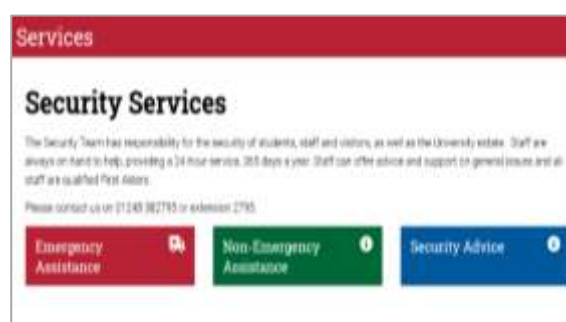 Services
Security Services
The Security Team has responsibility for the security of students, staff and visitors, as well as the University estate. Staff are
always on hand to help, providing a 24 hour service, 365 days a year. Staff can offer advice and support on general issues and all
staff are qualified First Aiders.
Please contact us on 01248 382795 or extension 2795.
Emergency
Assistance
Non-Emergency
Assistance
Security Advice